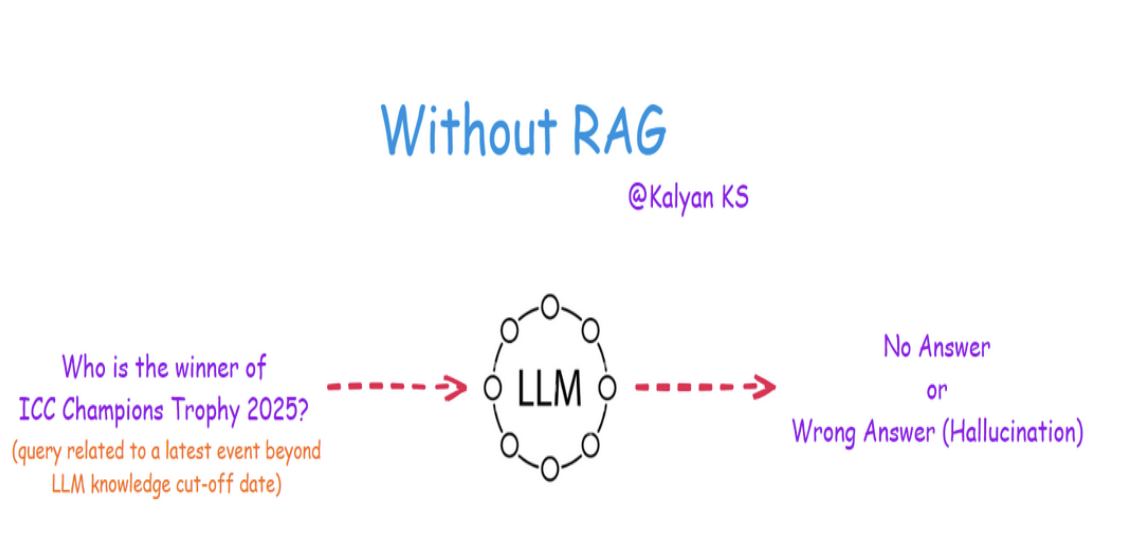 Without RAG
@Kalyan KS
Who is the winner of
ICC Champions Trophy 2025?
(query related to a latest event beyond
LLM knowledge cut-off date)
LLM
No Answer
or
Wrong Answer (Hallucination)